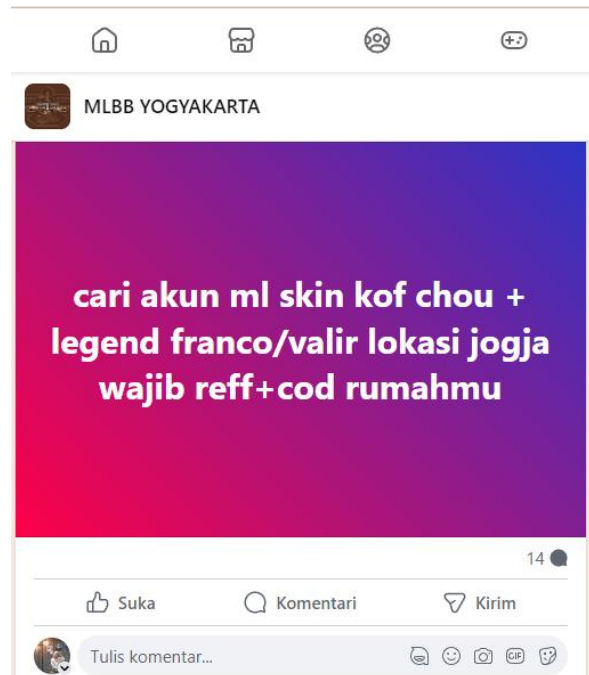 MLBB YOGYAKARTA
cari akun ml skin kof chou +
legend franco/valir lokasi jogja
wajib reff+cod rumahmu
14
Suka Komentari Kirim
Tulis komentar...
GIF